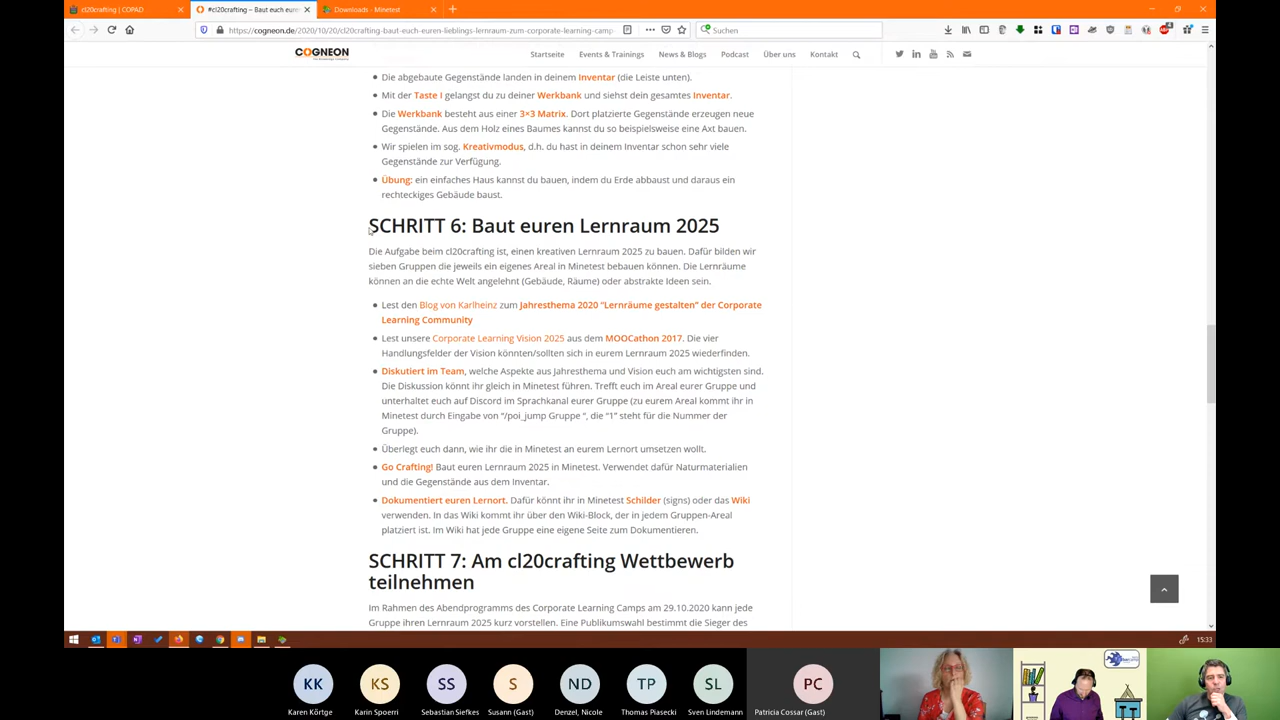 cl20crafting | COPAD
#cl20crafting – Baut euch eure
Downloads - Minetest
https://cogneon.de/2020/10/20/cl20crafting-baut-euch-euren-lieblings-lernraum-zum-corporate-learning-camp
Suchen
COGNEON
Startseite
Events & Trainings
News & Blogs
Podcast
Über uns
Kontakt
Die abgebaute Gegenstände landen in deinem Inventar (die Leiste unten).
Mit der Taste I gelangst du zu deiner Werkbank und siehst dein gesamtes Inventar.
Die Werkbank besteht aus einer 3×3 Matrix. Dort platzierte Gegenstände erzeugen neue
Gegenstände. Aus dem Holz eines Baumes kannst du so beispielsweise eine Axt bauen.
Wir spielen im sog. Kreativmodus, d.h. du hast in deinem Inventar schon sehr viele
Gegenstände zur Verfügung.
Übung: ein einfaches Haus kannst du bauen, indem du Erde abbaust und daraus ein
rechteckiges Gebäude baust.
SCHRITT 6: Baut euren Lernraum 2025
Die Aufgabe beim cl20crafting ist, einen kreativen Lernraum 2025 zu bauen. Dafür bilden wir
sieben Gruppen die jeweils ein eigenes Areal in Minetest bebauen können. Die Lernräume
können an die echte Welt angelehnt (Gebäude, Räume) oder abstrakte Ideen sein.
Lest den Blog von Karlheinz zum Jahresthema 2020 "Lernräume gestalten" der Corporate
Learning Community
Lest unsere Corporate Learning Vision 2025 aus dem MOOCathon 2017. Die vier
Handlungsfelder der Vision könnten/sollten sich in eurem Lernraum 2025 wiederfinden.
Diskutiert im Team, welche Aspekte aus Jahresthema und Vision euch am wichtigsten sind.
Die Diskussion könnt ihr gleich in Minetest führen. Trefft euch im Areal eurer Gruppe und
unterhaltet euch auf Discord im Sprachkanal eurer Gruppe (zu eurem Areal kommt ihr in
Minetest durch Eingabe von "/poi_jump Gruppe ", die "1" steht für die Nummer der
Gruppe).
Überlegt euch dann, wie ihr die in Minetest an eurem Lernort umsetzen wollt.
Go Crafting! Baut euren Lernraum 2025 in Minetest. Verwendet dafür Naturmaterialien
und die Gegenstände aus dem Inventar.
Dokumentiert euren Lernort. Dafür könnt ihr in Minetest Schilder (signs) oder das Wiki
verwenden. In das Wiki kommt ihr über den Wiki-Block, der in jedem Gruppen-Areal
platziert ist. Im Wiki hat jede Gruppe eine eigene Seite zum Dokumentieren.
SCHRITT 7: Am cl20crafting Wettbewerb
teilnehmen
Im Rahmen des Abendprogramms des Corporate Learning Camps am 29.10.2020 kann jede
Gruppe ihren Lernraum 2025 kurz vorstellen. Eine Publikumswahl bestimmt die Sieger des
15:33
KK
KS
SS
S
ND
TP
SL
PC
Karen Körtge
Karin Spoerri
Sebastian Siefkes
Susann (Gast)
Denzel, Nicole
Thomas Piasecki
Sven Lindemann
Patricia Cossar (Gast)